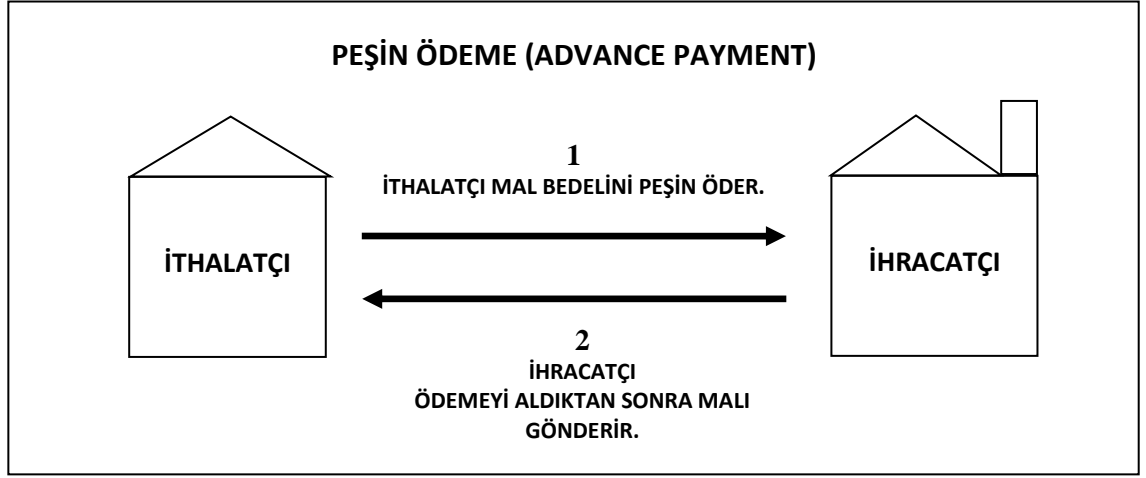 PEŞİN ÖDEME (ADVANCE PAYMENT)
1
İTHALATÇI MAL BEDELİNİ PEŞİN ÖDER.
İTHALATÇI
İHRACATÇI
2
İHRACATÇI
ÖDEMEYİ ALDIKTAN SONRA MALI
GÖNDERİR.